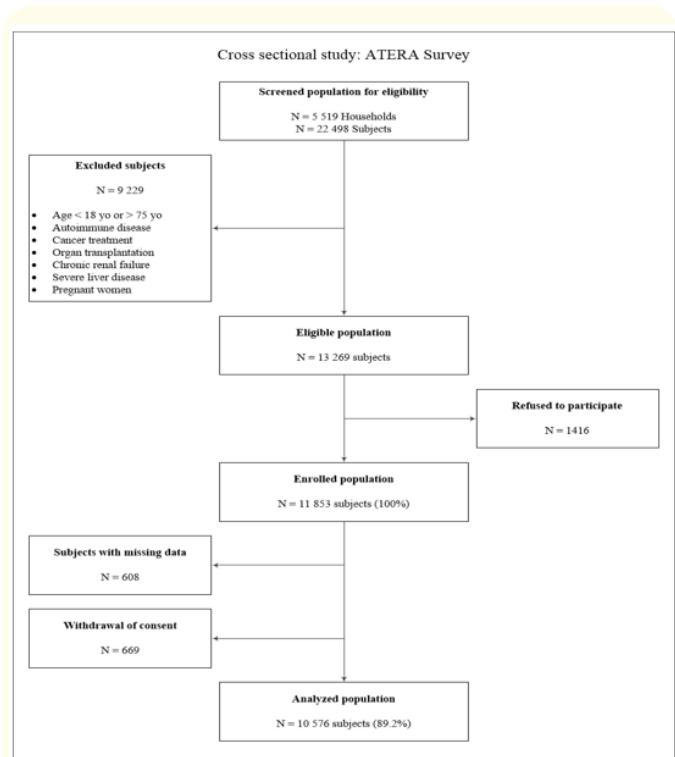 Cross sectional study: ATERA Survey
Screened population for eligibility
N = 5 519 Households
N = 22 498 Subjects
Excluded subjects
N = 9 229
• Age < 18 yo or > 75 yo
• Autoimmune disease
• Cancer treatment
• Organ transplantation
• Chronic renal failure
• Severe liver disease
• Pregnant women
Eligible population
N = 13 269 subjects
Refused to participate
N = 1416
Enrolled population
N = 11 853 subjects (100%)
Subjects with missing data
N = 608
Withdrawal of consent
N = 669
Analyzed population
N = 10 576 subjects (89.2%)